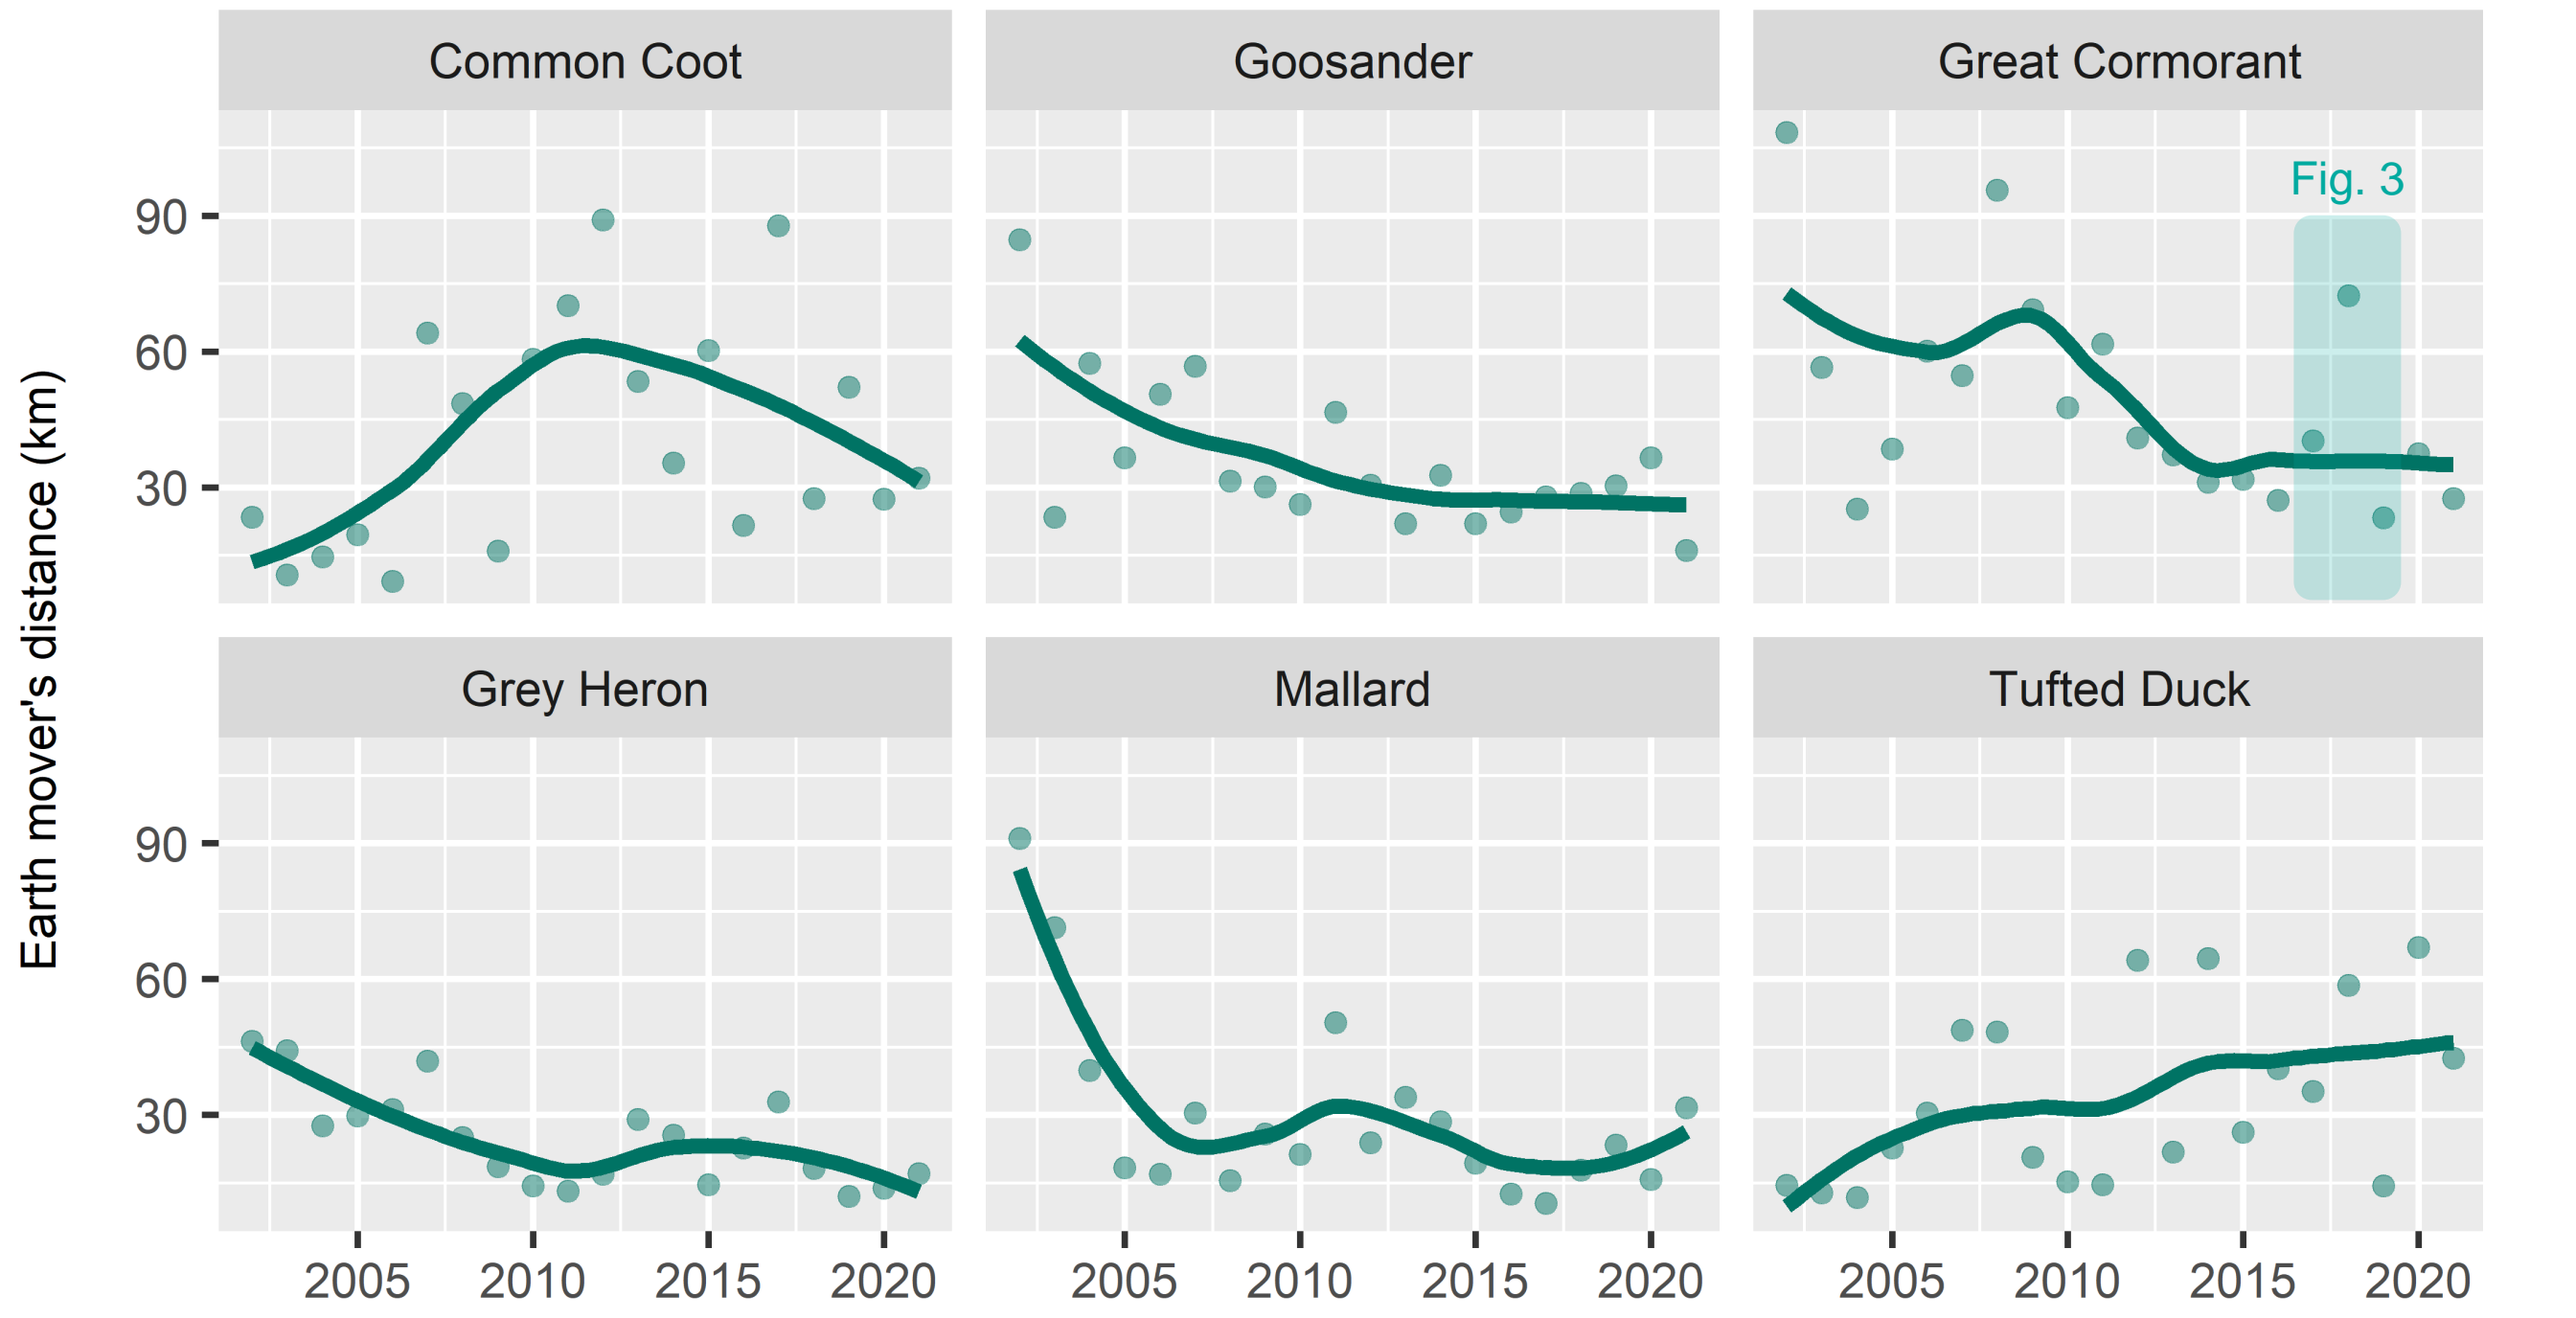 Common Coot
Goosander
Great Cormorant
Fig. 3
90
60
30
Earth mover's distance (km)
Grey Heron
Mallard
Tufted Duck
90
60
30
2005 2010 2015 2020
2005 2010 2015 2020
2005 2010 2015 2020